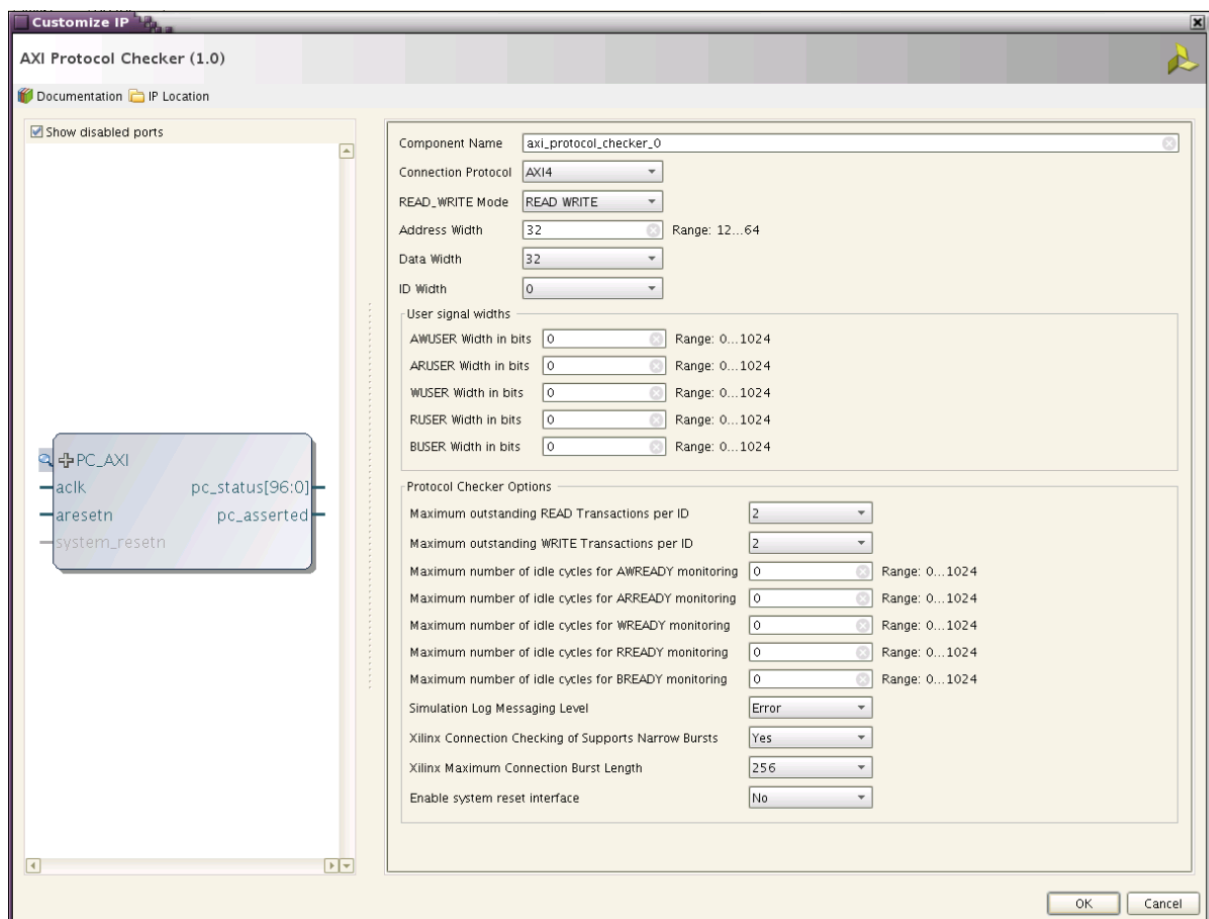 Customize IP
AXI Protocol Checker (1.0)
Documentation IP Location
Show disabled ports
PC_AXI
aclk pc_status[96:0]
aresetn pc_asserted
system_resetn
Component Name axi_protocol_checker_0
Connection Protocol AXI4
READ_WRITE Mode READ WRITE
Address Width 32 Range: 12...64
Data Width 32
ID Width 0
User signal widths
AWUSER Width in bits 0 Range: 0...1024
ARUSER Width in bits 0 Range: 0...1024
WUSER Width in bits 0 Range: 0...1024
RUSER Width in bits 0 Range: 0...1024
BUSER Width in bits 0 Range: 0...1024
Protocol Checker Options
Maximum outstanding READ Transactions per ID 2
Maximum outstanding WRITE Transactions per ID 2
Maximum number of idle cycles for AWREADY monitoring 0 Range: 0...1024
Maximum number of idle cycles for ARREADY monitoring 0 Range: 0...1024
Maximum number of idle cycles for WREADY monitoring 0 Range: 0...1024
Maximum number of idle cycles for RREADY monitoring 0 Range: 0...1024
Maximum number of idle cycles for BREADY monitoring 0 Range: 0...1024
Simulation Log Messaging Level Error
Xilinx Connection Checking of Supports Narrow Bursts Yes
Xilinx Maximum Connection Burst Length 256
Enable system reset interface No
OK Cancel